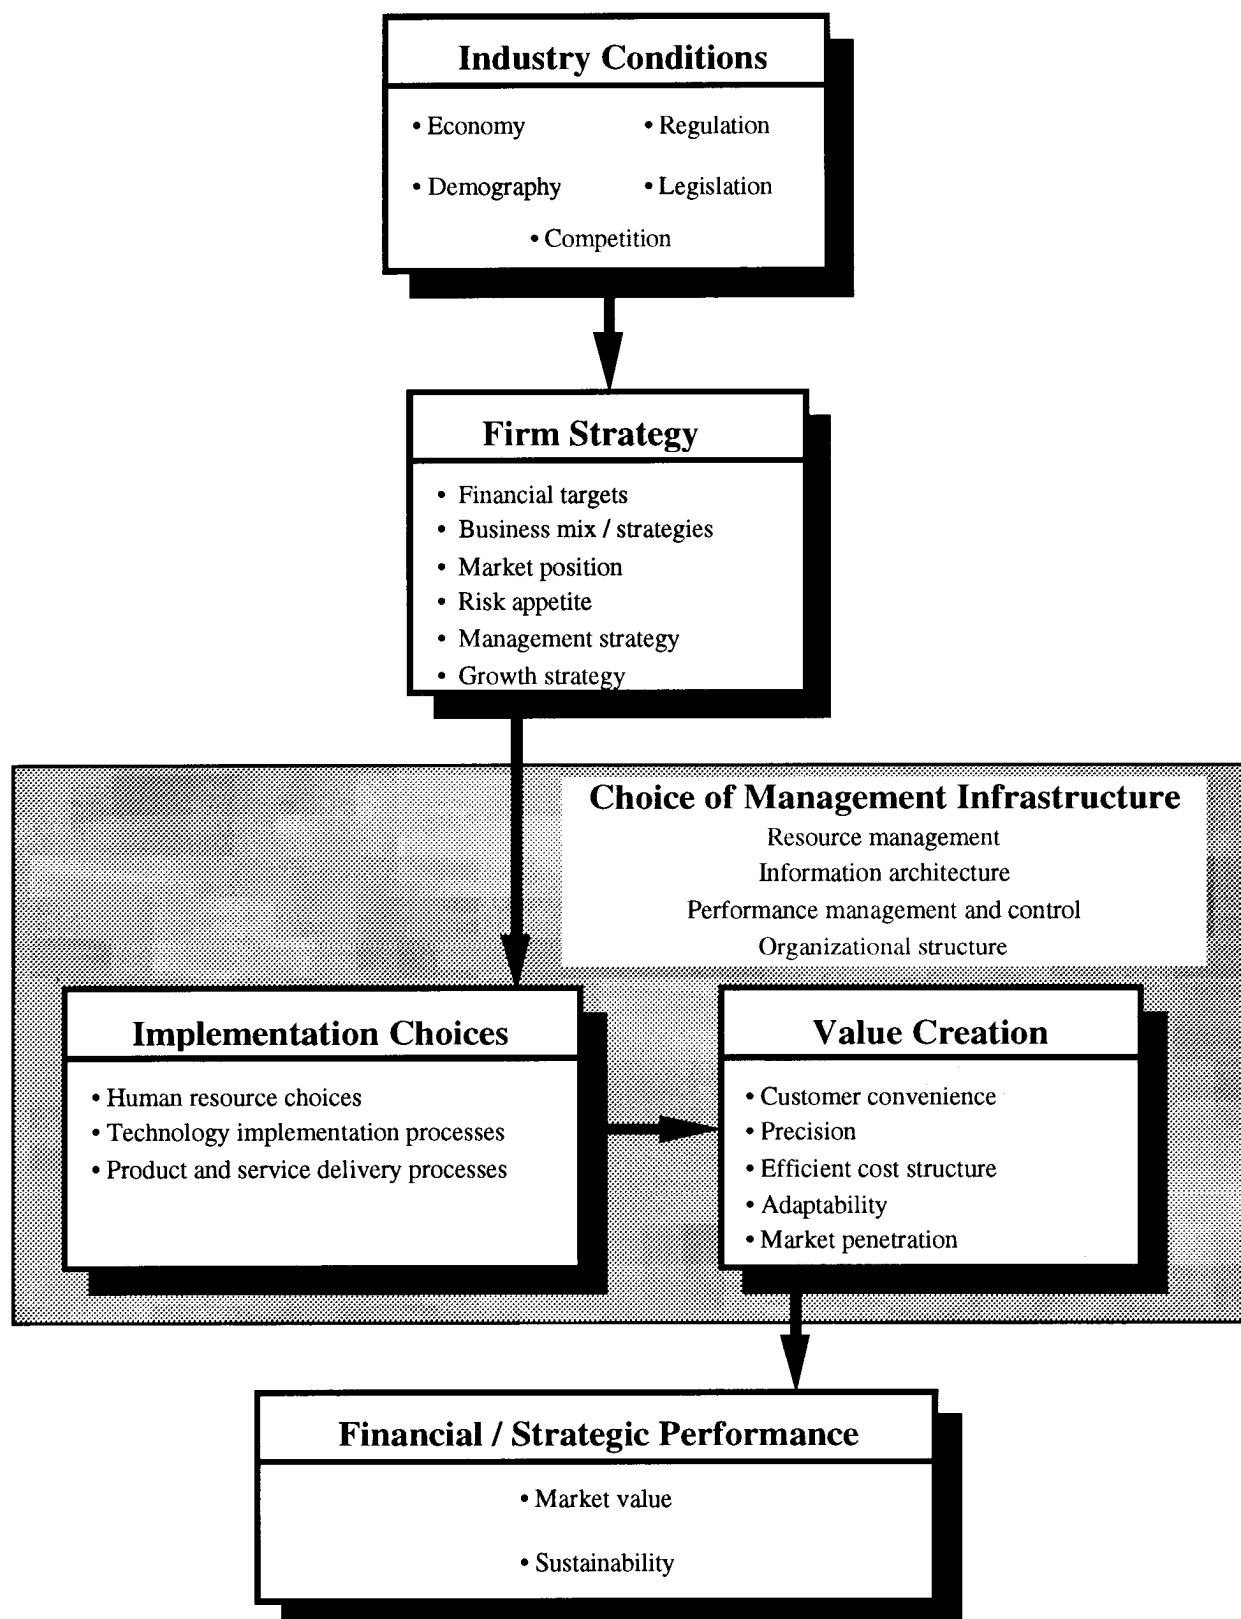 Industry Conditions
• Economy • Regulation
• Demography • Legislation
• Competition
Firm Strategy
• Financial targets
• Business mix / strategies
• Market position
• Risk appetite
• Management strategy
• Growth strategy
Choice of Management Infrastructure
Resource management
Information architecture
Performance management and control
Organizational structure
Implementation Choices
• Human resource choices
• Technology implementation processes
• Product and service delivery processes
Value Creation
• Customer convenience
• Precision
• Efficient cost structure
• Adaptability
• Market penetration
Financial / Strategic Performance
• Market value
• Sustainability